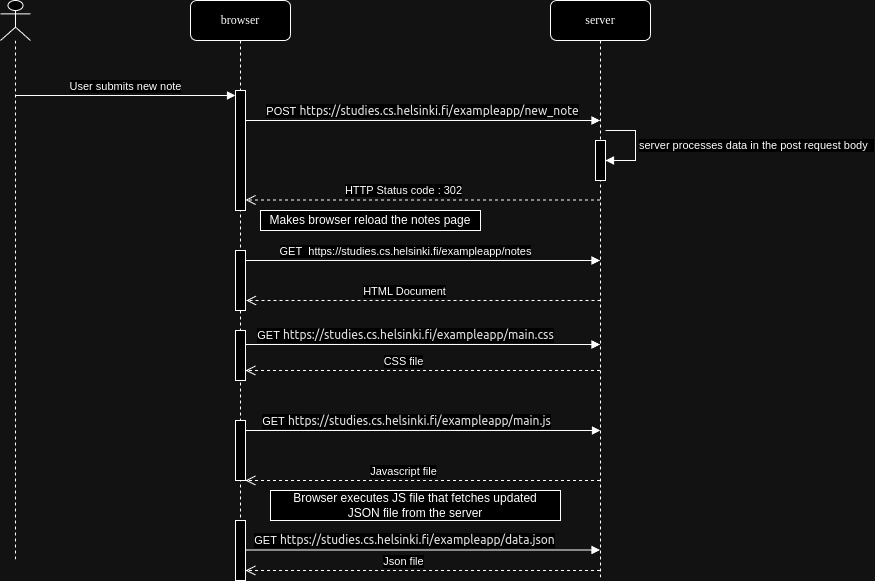 browser
server
User submits new note
POST https://studies.cs.helsinki.fi/exampleapp/new_note
server processes data in the post request body
HTTP Status code : 302
Makes browser reload the notes page
GET https://studies.cs.helsinki.fi/exampleapp/notes
HTML Document
GET https://studies.cs.helsinki.fi/exampleapp/main.css
CSS file
GET https://studies.cs.helsinki.fi/exampleapp/main.js
Javascript file
Browser executes JS file that fetches updated
JSON file from the server
GET https://studies.cs.helsinki.fi/exampleapp/data.json
Json file